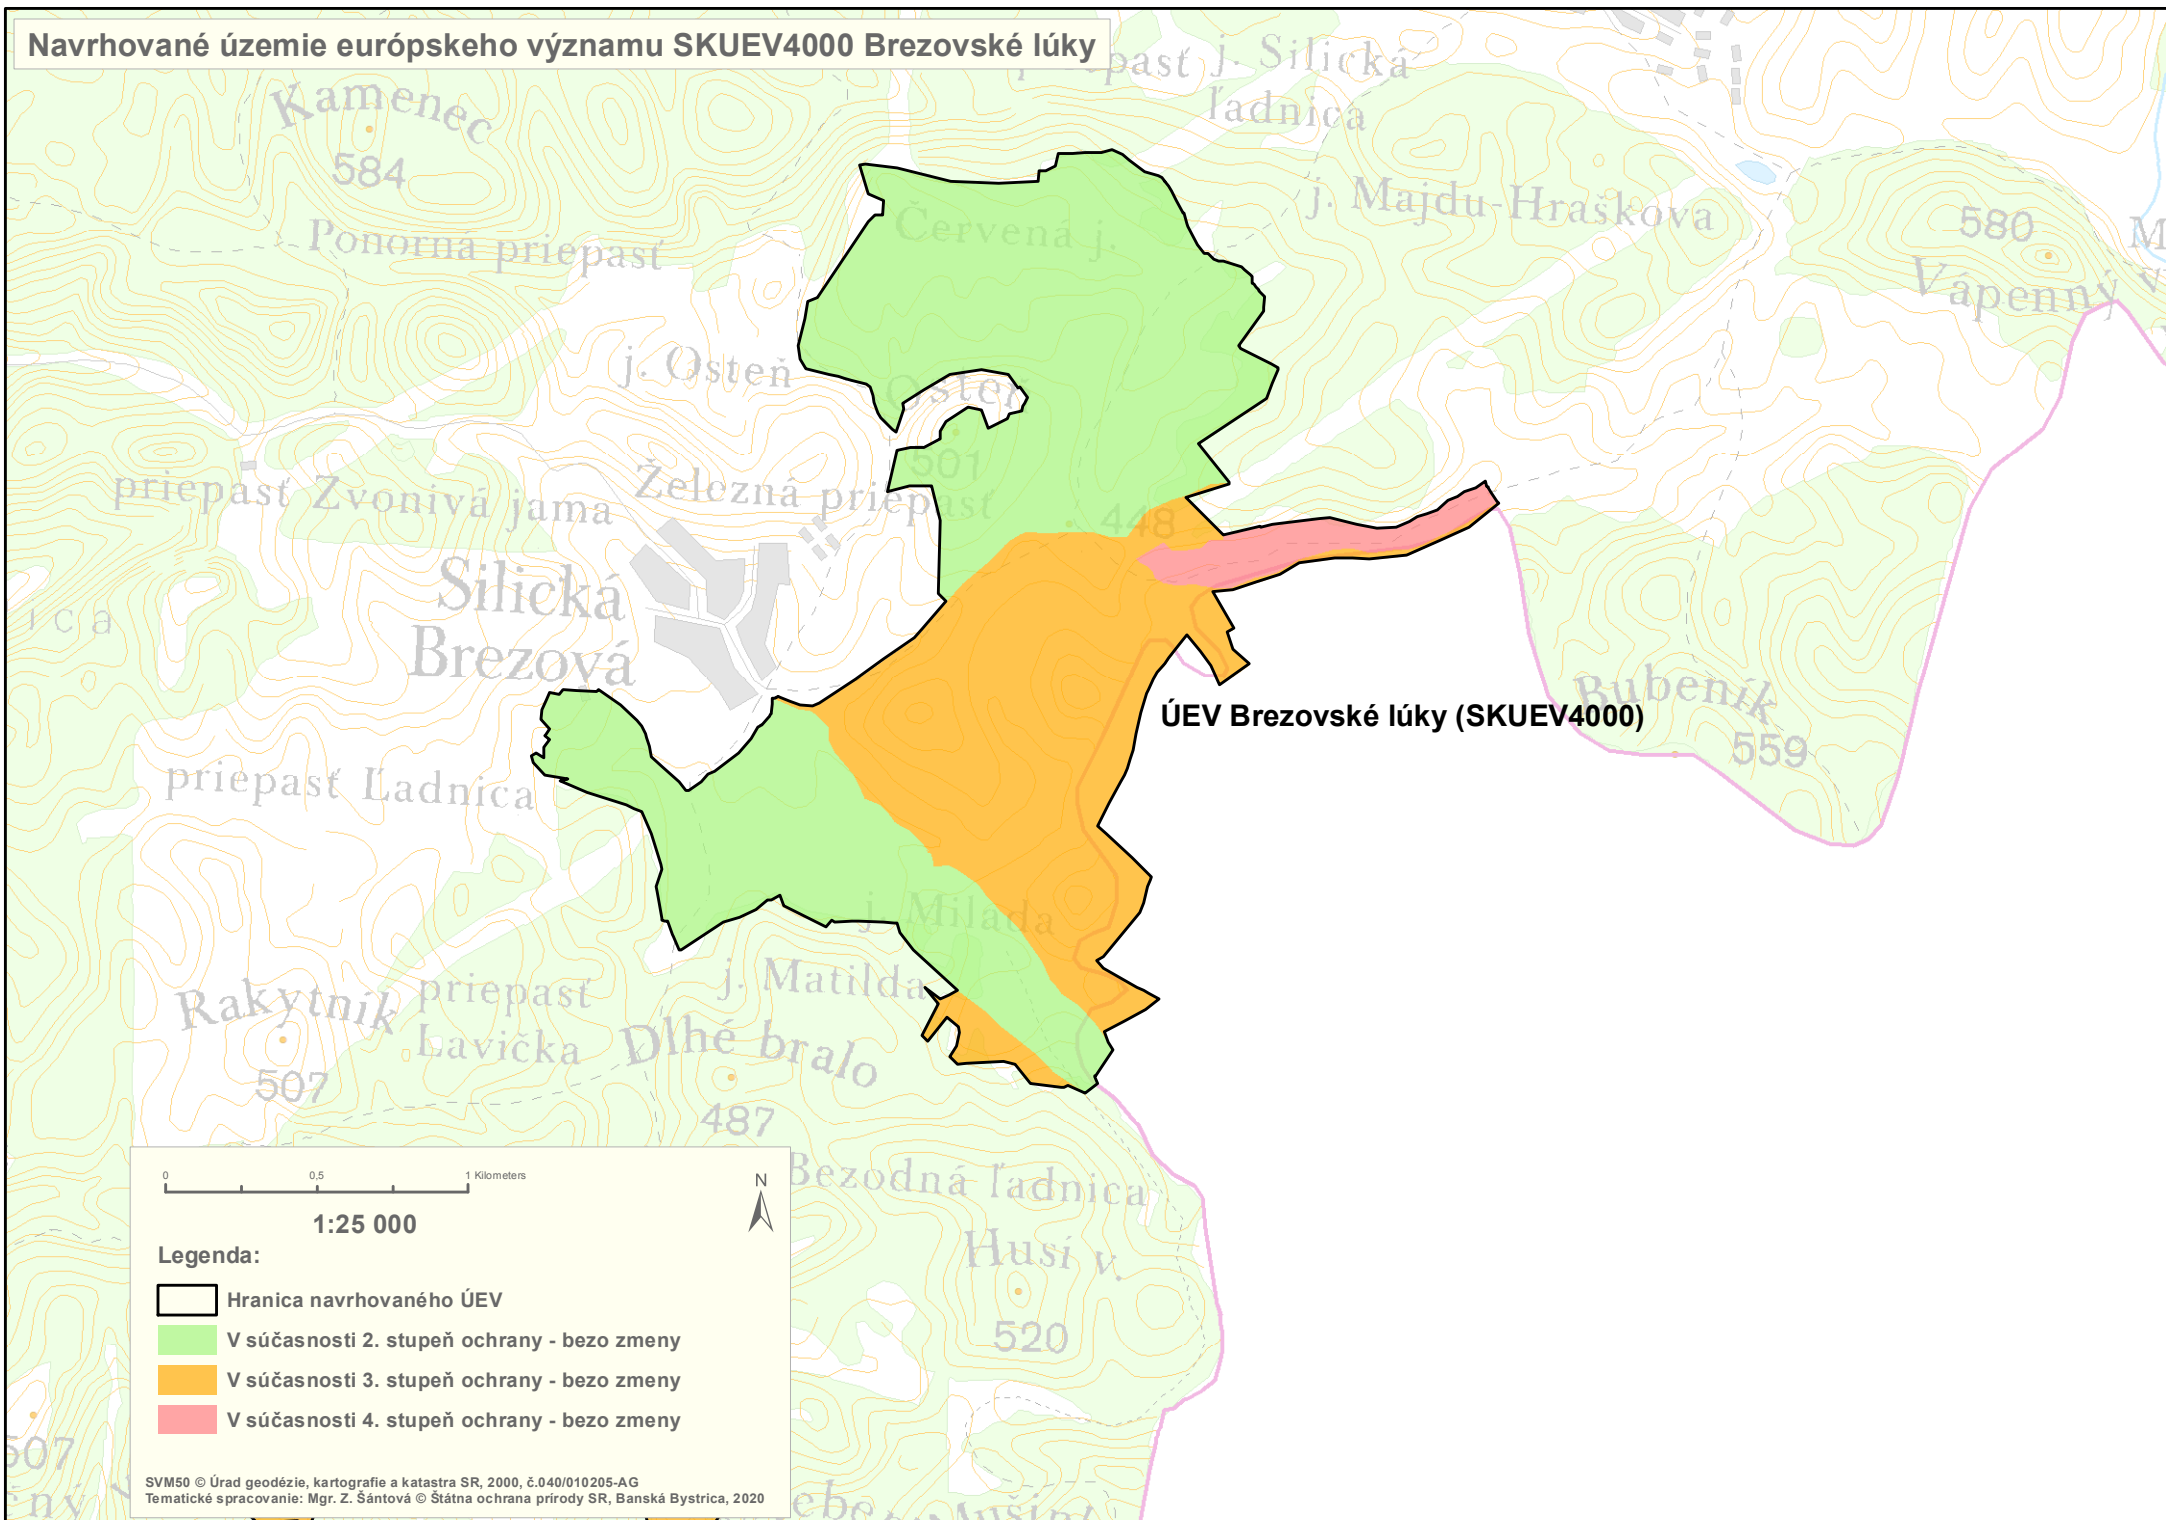 Navrhované územie európskeho významu SKUEV4000 Brezovské lúky
j. Silická
ľadnica
Kamenec
584
Ponorná priepasť
Červená j.
j. Majdu-Hraškova
580
Vápenný v
j. Osteň
501
priepasť Zvonivá jama
Železná priepasť
448
Silická
Brezová
ÚEV Brezovské lúky (SKUEV4000)
Bubeník
559
priepasť Ľadnica
j. Milada
j. Matilda
Rakytník
507
priepasť
Lavička
Dlhé bralo
487
Bezodná ľadnica
Husí v.
520
507
0 0,5 1 Kilometers
N
1:25 000
Legenda:
Hranica navrhovaného ÚEV
V súčasnosti 2. stupeň ochrany - bezo zmeny
V súčasnosti 3. stupeň ochrany - bezo zmeny
V súčasnosti 4. stupeň ochrany - bezo zmeny
SVM50 © Úrad geodézie, kartografie a katastra SR, 2000, č.040/010205-AG
Tematické spracovanie: Mgr. Z. Šántová © Štátna ochrana prírody SR, Banská Bystrica, 2020